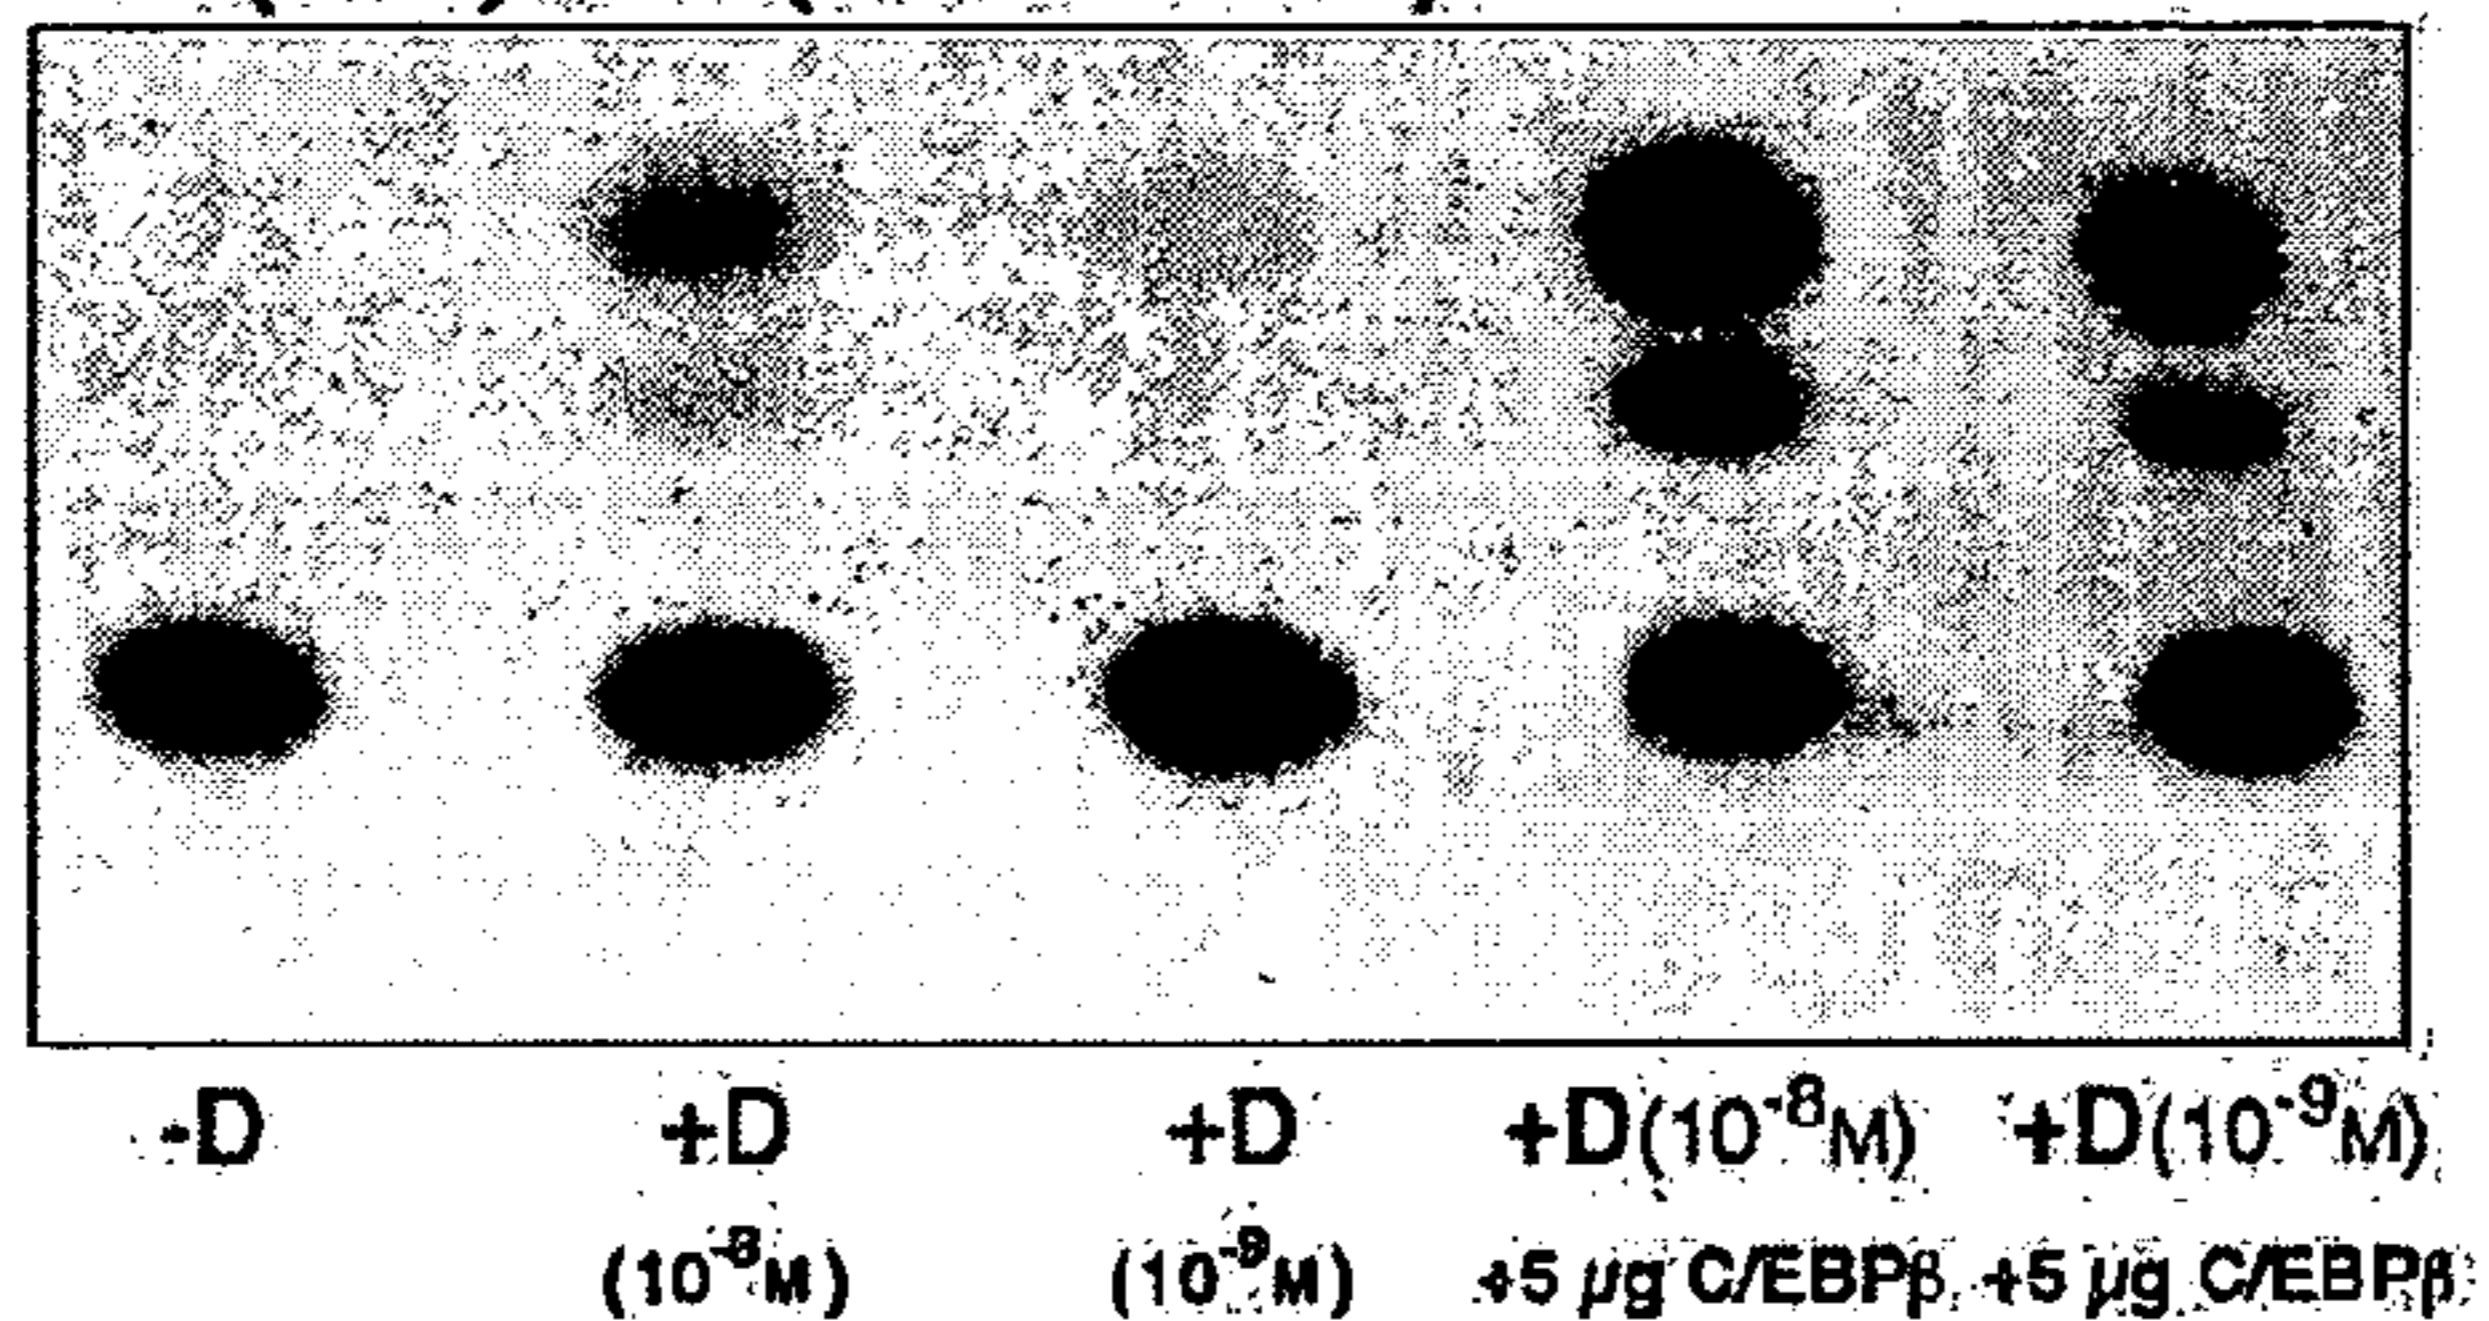 -D +D +D +D(10⁻⁸M) +D(10⁻⁹M)
(10⁻⁸M) (10⁻⁹M) +5 µg C/EBPβ +5 µg C/EBPβ